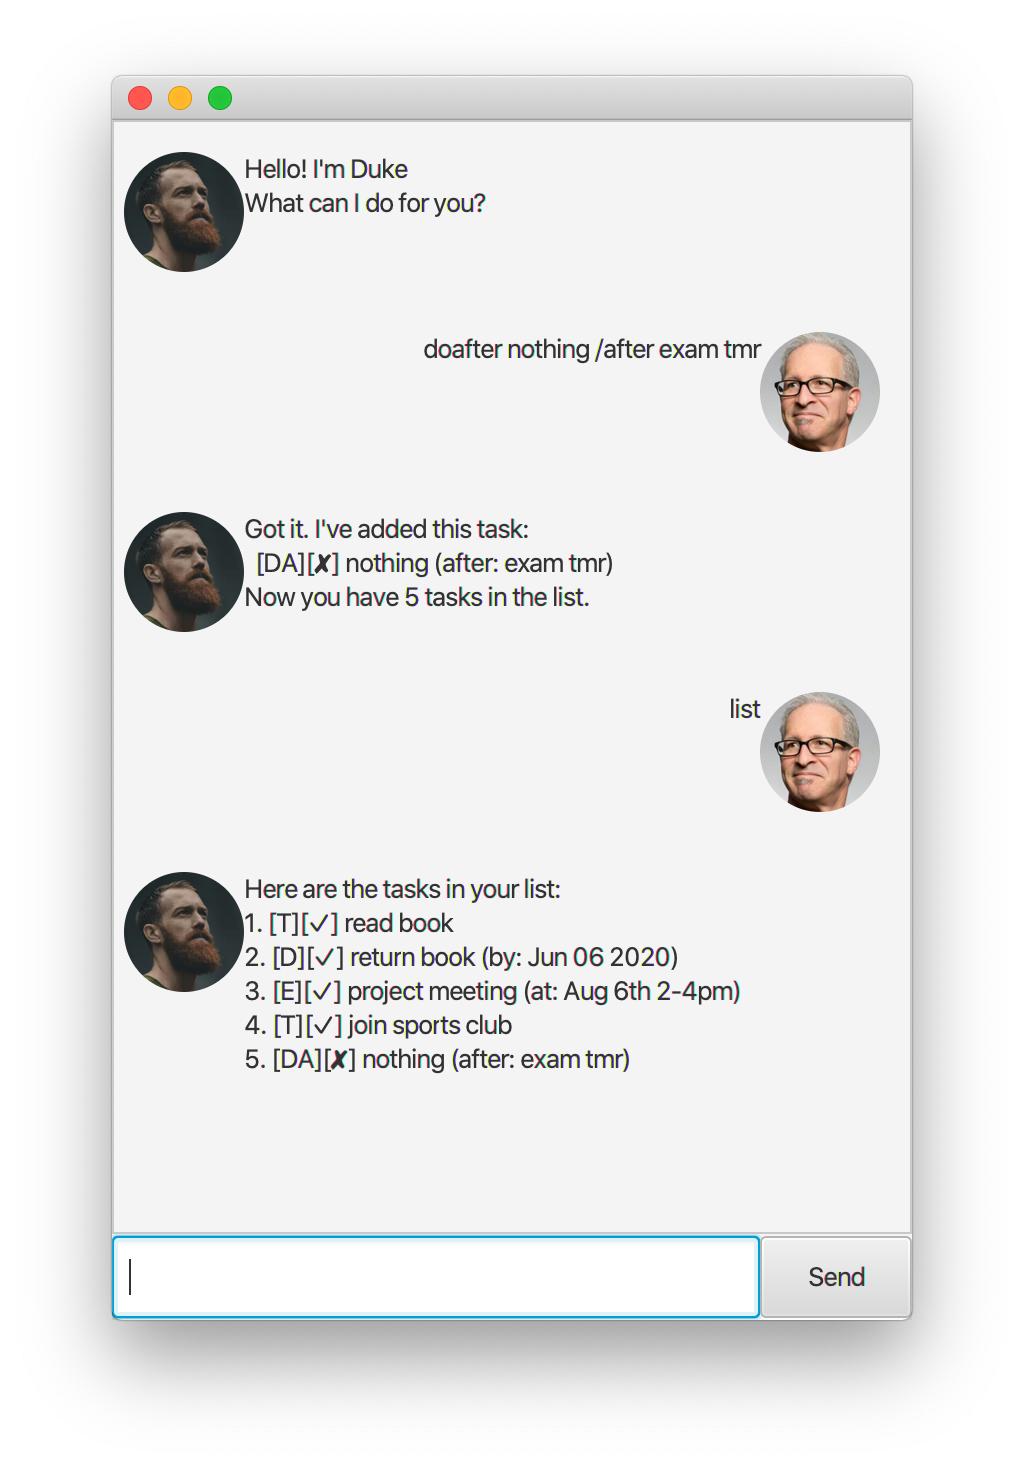 Hello! I'm Duke
What can I do for you?
doafter nothing /after exam tmr
Got it. I've added this task:
[DA][✘] nothing (after: exam tmr)
Now you have 5 tasks in the list.
list
Here are the tasks in your list:
1. [T][✓] read book
2. [D][✓] return book (by: Jun 06 2020)
3. [E][✓] project meeting (at: Aug 6th 2-4pm)
4. [T][✓] join sports club
5. [DA][✘] nothing (after: exam tmr)
Send